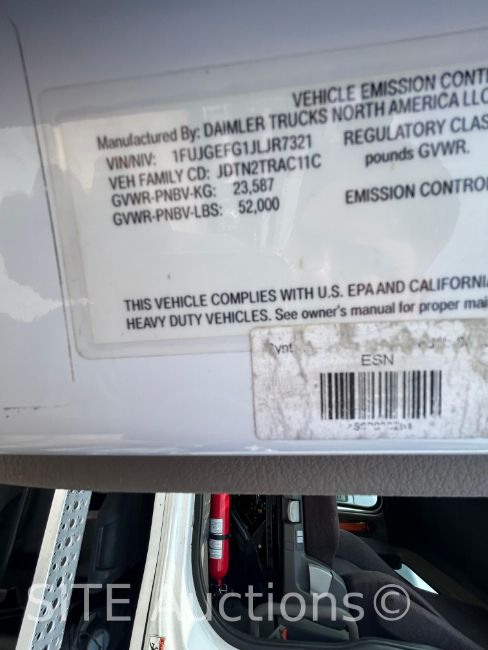 VEHICLE EMISSION CONT
Manufactured By: DAIMLER TRUCKS NORTH AMERICA LLC
VIN/NIV: 1FUJGEFG1JLJR7321
REGULATORY CLAS
VEH FAMILY CD: JDTN2TRAC11C
pounds GVWR.
GVWR-PNBV-KG: 23,587
GVWR-PNBV-LBS: 52,000
EMISSION CONTRO
THIS VEHICLE COMPLIES WITH U.S. EPA AND CALIFORNIA
HEAVY DUTY VEHICLES. See owner's manual for proper mai
ESN
SITE Auctions©